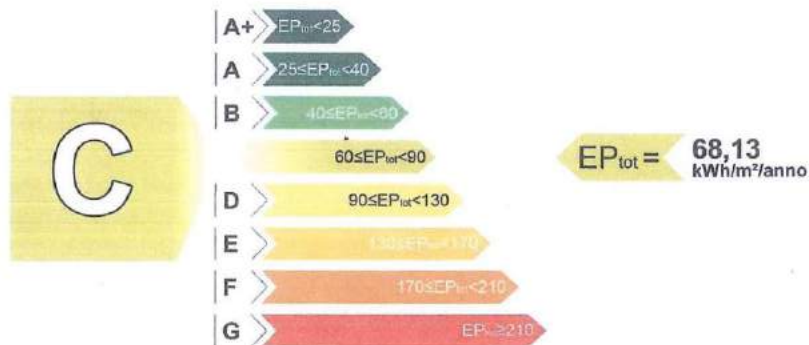 A+ EPtot<25
A 25≤EPtot<40
B 40≤EPtot<60
C 60≤EPtot<90
EPtot = 68,13
kWh/m²/anno
D 90≤EPtot<130
E 130≤EPtot<170
F 170≤EPtot<210
G EPtot≥210